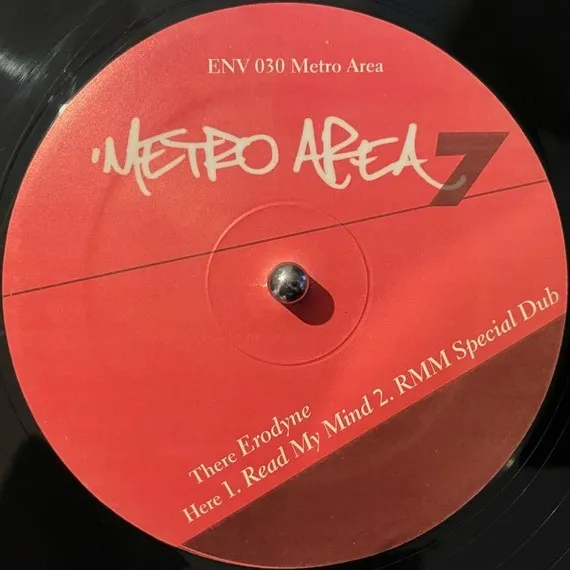 ENV 030 Metro Area
METRO AREA 7
There Erodyne
Here 1. Read My Mind 2. RMM Special Dub